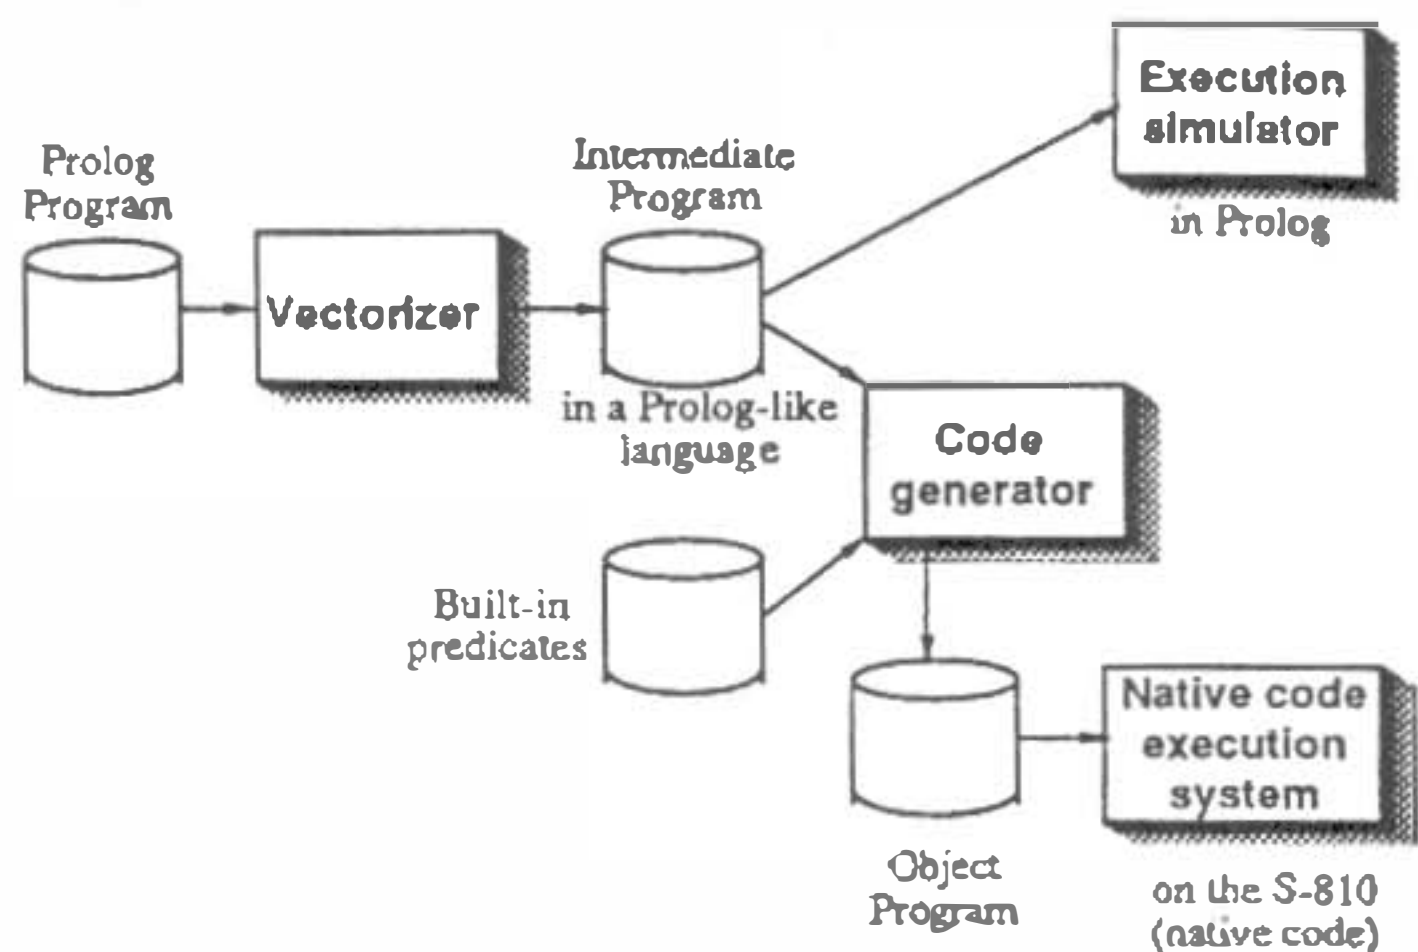 Execution
simulator
in Prolog
Prolog
Program
Intermediate
Program
Vectorizer
in a Prolog-like
language
Code
generator
Built-in
predicates
Native code
execution
system
Object
Program
on the S-810
(native code)